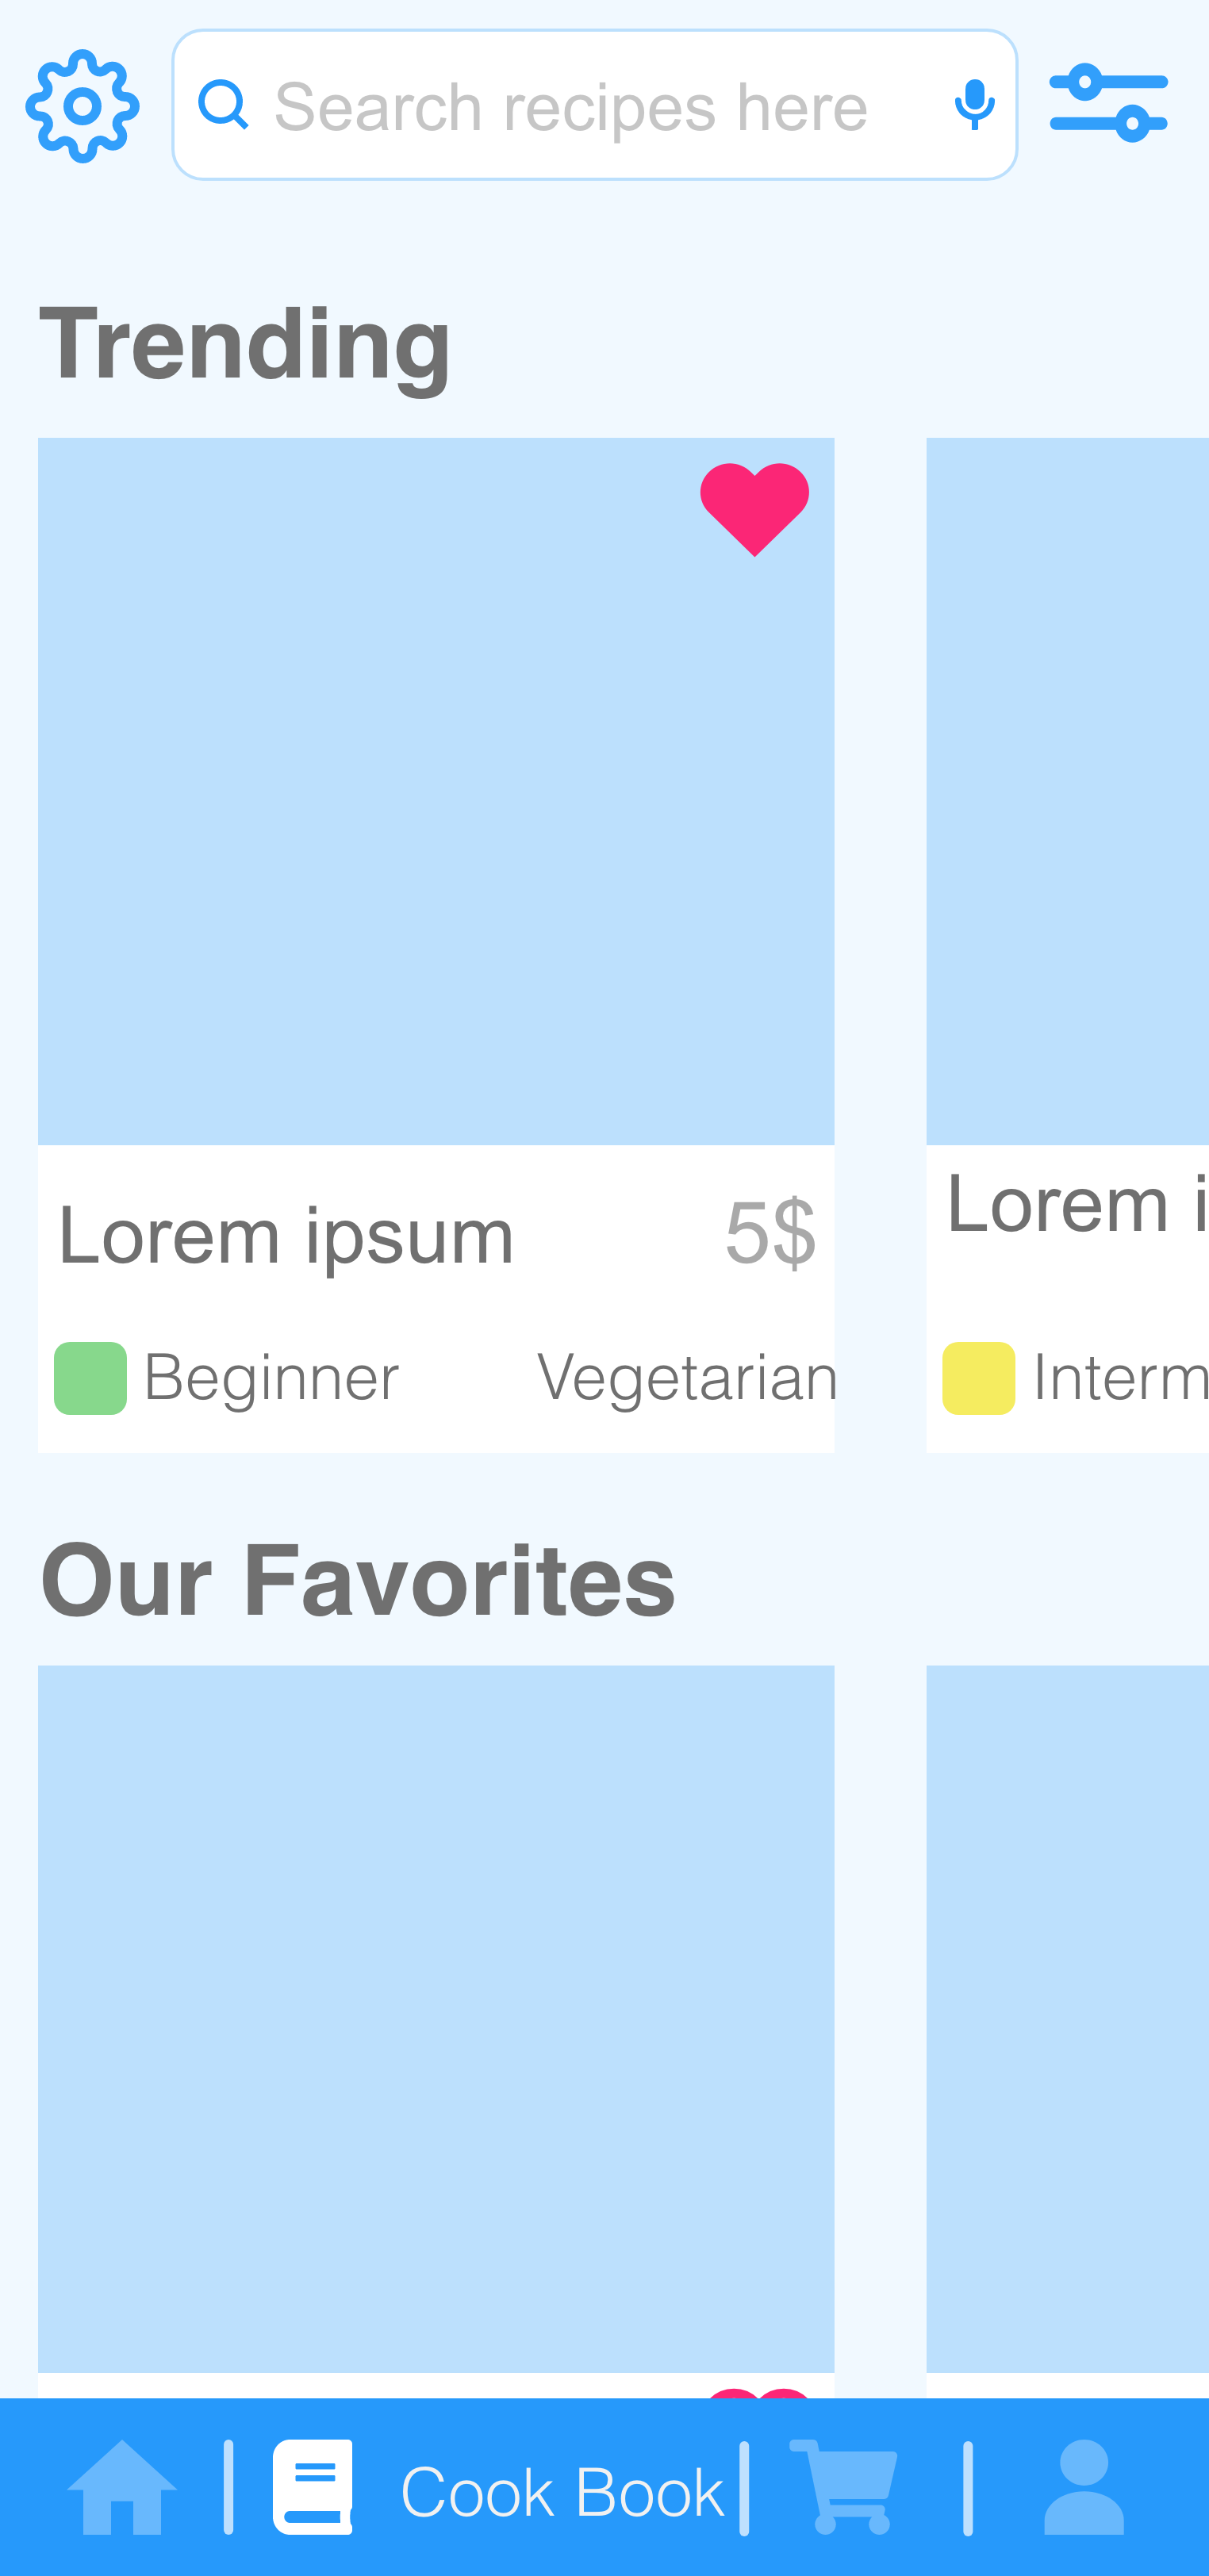 Search recipes here
Trending
Lorem ipsum 5$
Lorem i
Beginner Vegetarian
Interm
Our Favorites
Cook Book